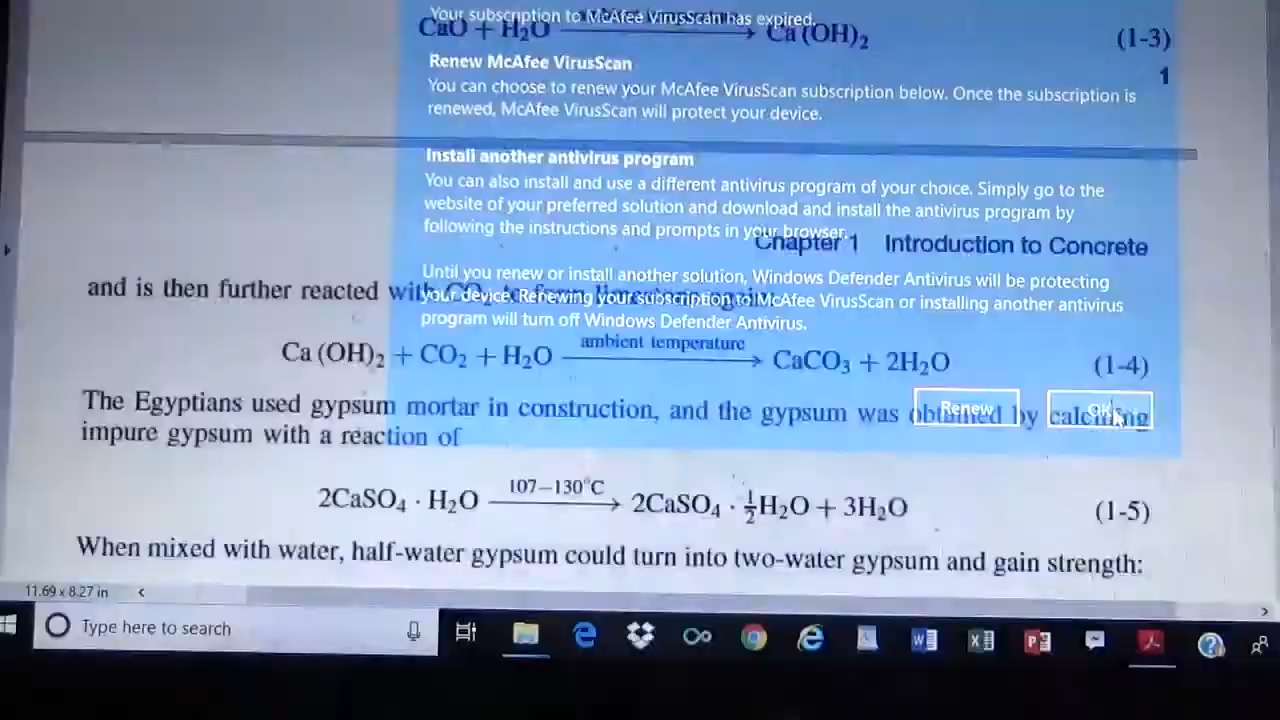 Your subscription to McAfee VirusScan has expired.
CaO + H₂O ⟶ Ca (OH)₂ (1-3)
Renew McAfee VirusScan
1
You can choose to renew your McAfee VirusScan subscription below. Once the subscription is
renewed, McAfee VirusScan will protect your device.
Install another antivirus program
You can also install and use a different antivirus program of your choice. Simply go to the
website of your preferred solution and download and install the antivirus program by
following the instructions and prompts in your browser.
Chapter 1 Introduction to Concrete
Until you renew or install another solution, Windows Defender Antivirus will be protecting
and is then further reacted with CO₂
your device. Renewing your subscription to McAfee VirusScan or installing another antivirus
program will turn off Windows Defender Antivirus.
ambient temperature
Ca (OH)₂ + CO₂ + H₂O ⟶ CaCO₃ + 2H₂O (1-4)
The Egyptians used gypsum mortar in construction, and the gypsum was obtained by calcining
Renew OK
impure gypsum with a reaction of
107–130°C
2CaSO₄ · H₂O ⟶ 2CaSO₄ · ½H₂O + 3H₂O (1-5)
When mixed with water, half-water gypsum could turn into two-water gypsum and gain strength:
11.69 x 8.27 in <
Type here to search